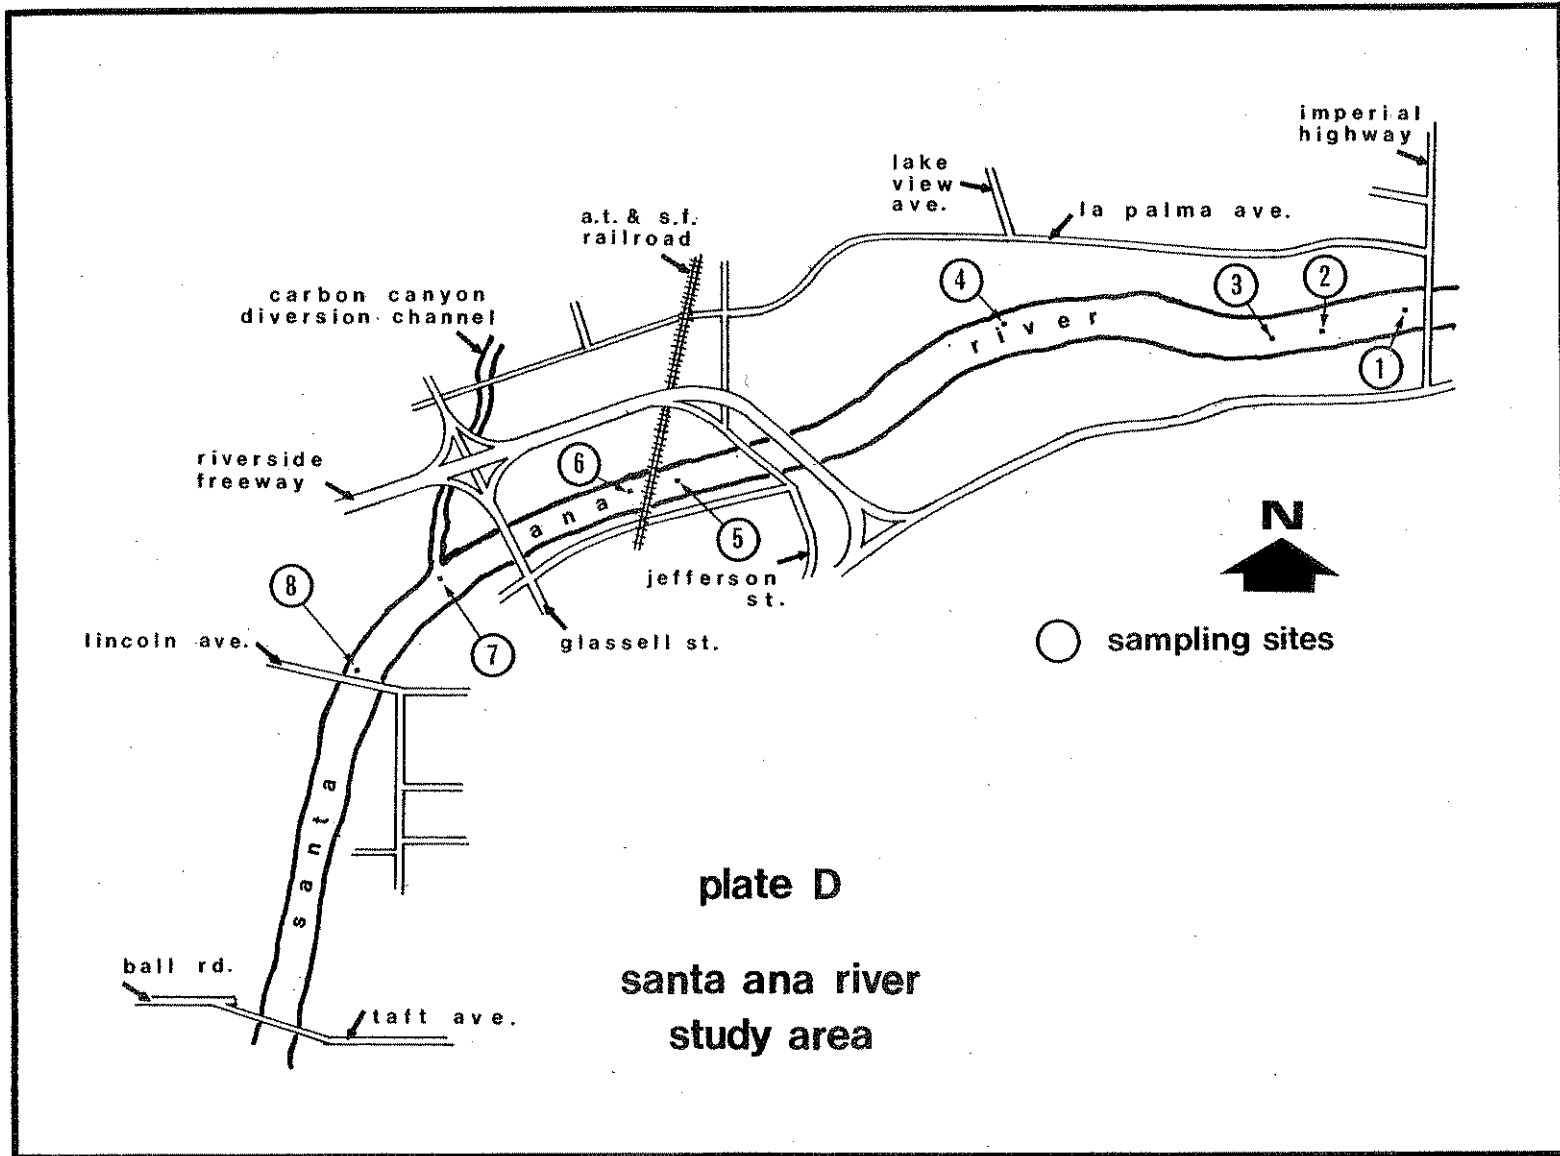 imperial
highway
lake
view
ave.
la palma ave.
a.t. & s.f.
railroad
carbon canyon
diversion channel
4
3
2
1
river
riverside
freeway
6
ana
5
N
jefferson
st.
8
lincoln ave.
7
glassell st.
sampling sites
santa
plate D
ball rd.
santa ana river
taft ave.
study area